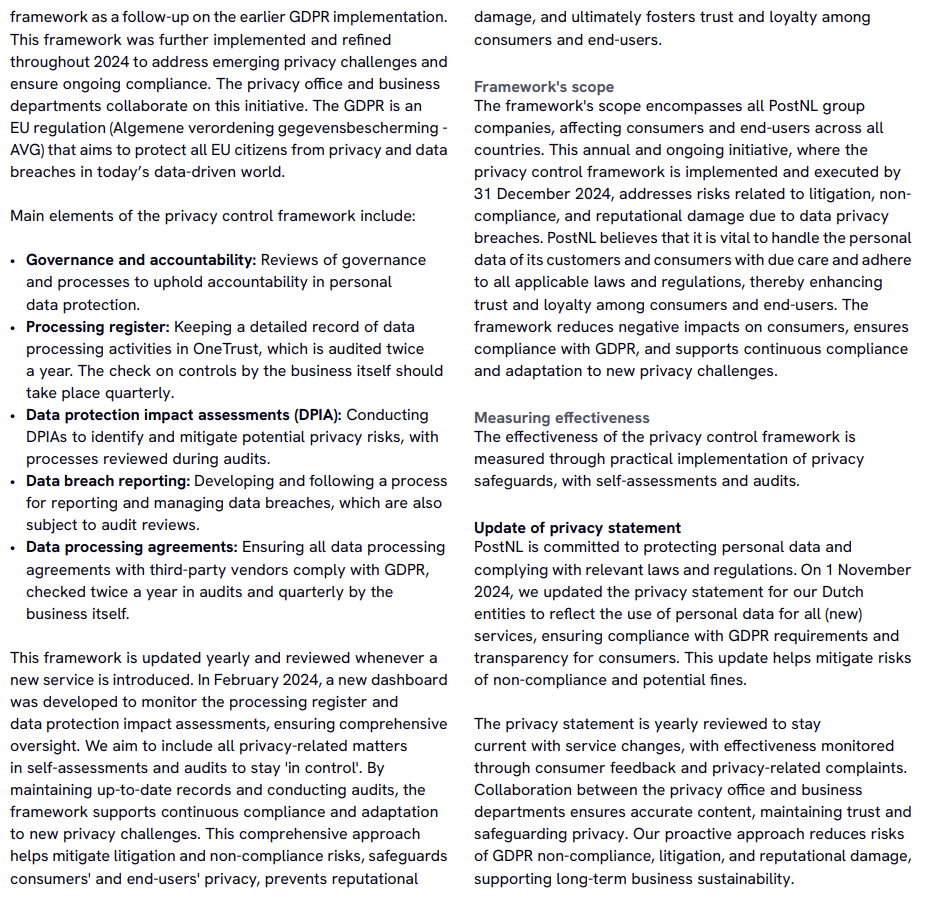 framework as a follow-up on the earlier GDPR implementation.
This framework was further implemented and refined
throughout 2024 to address emerging privacy challenges and
ensure ongoing compliance. The privacy office and business
departments collaborate on this initiative. The GDPR is an
EU regulation (Algemene verordening gegevensbescherming -
AVG) that aims to protect all EU citizens from privacy and data
breaches in today's data-driven world.
Main elements of the privacy control framework include:
• Governance and accountability: Reviews of governance
and processes to uphold accountability in personal
data protection.
• Processing register: Keeping a detailed record of data
processing activities in OneTrust, which is audited twice
a year. The check on controls by the business itself should
take place quarterly.
• Data protection impact assessments (DPIA): Conducting
DPIAs to identify and mitigate potential privacy risks, with
processes reviewed during audits.
• Data breach reporting: Developing and following a process
for reporting and managing data breaches, which are also
subject to audit reviews.
• Data processing agreements: Ensuring all data processing
agreements with third-party vendors comply with GDPR,
checked twice a year in audits and quarterly by the
business itself.
This framework is updated yearly and reviewed whenever a
new service is introduced. In February 2024, a new dashboard
was developed to monitor the processing register and
data protection impact assessments, ensuring comprehensive
oversight. We aim to include all privacy-related matters
in self-assessments and audits to stay 'in control'. By
maintaining up-to-date records and conducting audits, the
framework supports continuous compliance and adaptation
to new privacy challenges. This comprehensive approach
helps mitigate litigation and non-compliance risks, safeguards
consumers' and end-users' privacy, prevents reputational
damage, and ultimately fosters trust and loyalty among
consumers and end-users.
Framework's scope
The framework's scope encompasses all PostNL group
companies, affecting consumers and end-users across all
countries. This annual and ongoing initiative, where the
privacy control framework is implemented and executed by
31 December 2024, addresses risks related to litigation, non-
compliance, and reputational damage due to data privacy
breaches. PostNL believes that it is vital to handle the personal
data of its customers and consumers with due care and adhere
to all applicable laws and regulations, thereby enhancing
trust and loyalty among consumers and end-users. The
framework reduces negative impacts on consumers, ensures
compliance with GDPR, and supports continuous compliance
and adaptation to new privacy challenges.
Measuring effectiveness
The effectiveness of the privacy control framework is
measured through practical implementation of privacy
safeguards, with self-assessments and audits.
Update of privacy statement
PostNL is committed to protecting personal data and
complying with relevant laws and regulations. On 1 November
2024, we updated the privacy statement for our Dutch
entities to reflect the use of personal data for all (new)
services, ensuring compliance with GDPR requirements and
transparency for consumers. This update helps mitigate risks
of non-compliance and potential fines.
The privacy statement is yearly reviewed to stay
current with service changes, with effectiveness monitored
through consumer feedback and privacy-related complaints.
Collaboration between the privacy office and business
departments ensures accurate content, maintaining trust and
safeguarding privacy. Our proactive approach reduces risks
of GDPR non-compliance, litigation, and reputational damage,
supporting long-term business sustainability.